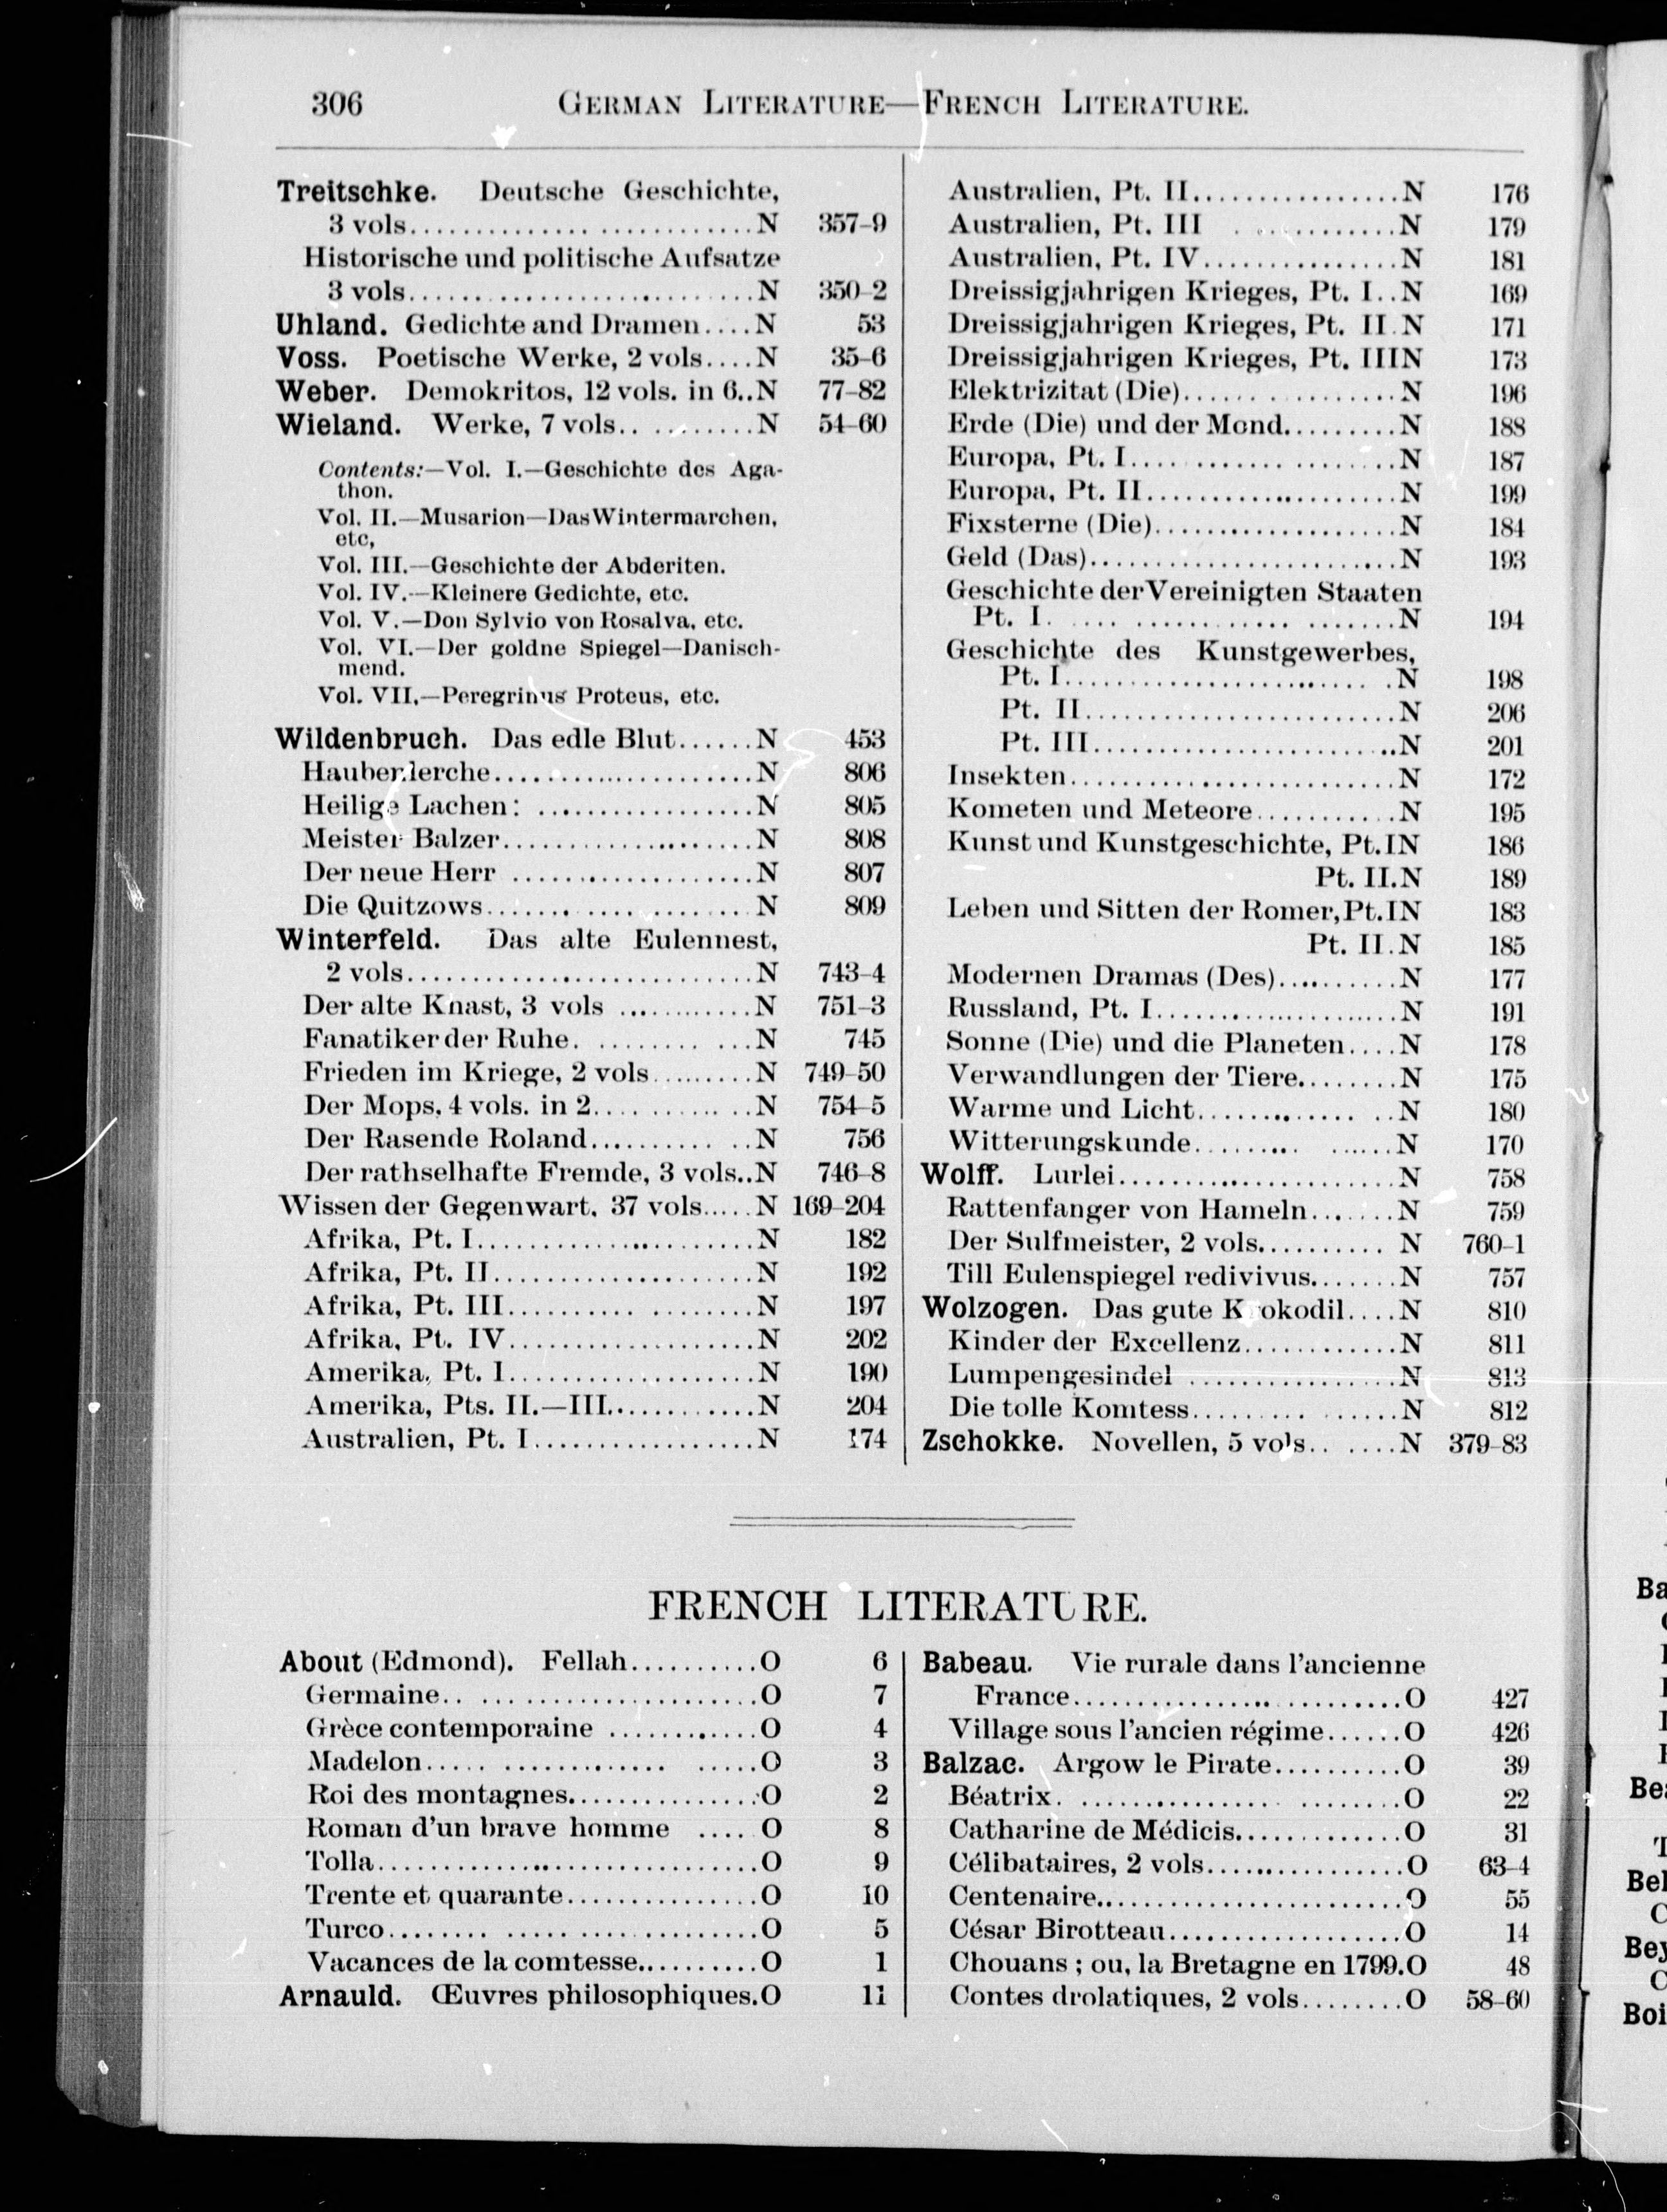 306 GERMAN LITERATURE—FRENCH LITERATURE.
Treitschke. Deutsche Geschichte,
3 vols........................N 357-9
Historische und politische Aufsatze
3 vols........................N 350-2
Uhland. Gedichte and Dramen....N 53
Voss. Poetische Werke, 2 vols....N 35-6
Weber. Demokritos, 12 vols. in 6..N 77-82
Wieland. Werke, 7 vols..........N 54-60
Contents:—Vol. I.—Geschichte des Aga-
thon.
Vol. II.—Musarion—Das Wintermarchen,
etc,
Vol. III.—Geschichte der Abderiten.
Vol. IV.—Kleinere Gedichte, etc.
Vol. V.—Don Sylvio von Rosalva, etc.
Vol. VI.—Der goldne Spiegel—Danisch-
mend.
Vol. VII.—Peregrinus Proteus, etc.
Wildenbruch. Das edle Blut......N 453
Haubenlerche....................N 806
Heilige Lachen: .................N 805
Meister Balzer...................N 808
Der neue Herr ...................N 807
Die Quitzows....................N 809
Winterfeld. Das alte Eulennest,
2 vols..........................N 743-4
Der alte Knast, 3 vols ...........N 751-3
Fanatiker der Ruhe. ............N 745
Frieden im Kriege, 2 vols.........N 749-50
Der Mops, 4 vols. in 2............N 754-5
Der Rasende Roland............N 756
Der rathselhafte Fremde, 3 vols..N 746-8
Wissen der Gegenwart, 37 vols.....N 169-204
Afrika, Pt. I.....................N 182
Afrika, Pt. II....................N 192
Afrika, Pt. III...................N 197
Afrika, Pt. IV...................N 202
Amerika, Pt. I...................N 190
Amerika, Pts. II.—III............N 204
Australien, Pt. I.................N 174
Australien, Pt. II................N 176
Australien, Pt. III .............N 179
Australien, Pt. IV...............N 181
Dreissigjahrigen Krieges, Pt. I..N 169
Dreissigjahrigen Krieges, Pt. II.N 171
Dreissigjahrigen Krieges, Pt. IIIN 173
Elektrizitat (Die)................N 196
Erde (Die) und der Mond.........N 188
Europa, Pt. I....................N 187
Europa, Pt. II...................N 199
Fixsterne (Die)...................N 184
Geld (Das)........................N 193
Geschichte der Vereinigten Staaten
Pt. I. .........................N 194
Geschichte des Kunstgewerbes,
Pt. I.........................N 198
Pt. II........................N 206
Pt. III.......................N 201
Insekten..........................N 172
Kometen und Meteore...........N 195
Kunst und Kunstgeschichte, Pt.IN 186
Pt. II.N 189
Leben und Sitten der Romer,Pt.IN 183
Pt. II.N 185
Modernen Dramas (Des)..........N 177
Russland, Pt. I...................N 191
Sonne (Die) und die Planeten....N 178
Verwandlungen der Tiere........N 175
Warme und Licht...............N 180
Witterungskunde...............N 170
Wolff. Lurlei......................N 758
Rattenfanger von Hameln.......N 759
Der Sulfmeister, 2 vols.......... N 760-1
Till Eulenspiegel redivivus.......N 757
Wolzogen. Das gute Krokodil....N 810
Kinder der Excellenz............N 811
Lumpengesindel .................N 813
Die tolle Komtess...............N 812
Zschokke. Novellen, 5 vols.. .....N 379-83
FRENCH LITERATURE.
About (Edmond). Fellah..........O 6
Germaine.. .....................O 7
Grèce contemporaine ............O 4
Madelon.........................O 3
Roi des montagnes...............O 2
Roman d'un brave homme .... O 8
Tolla.............................O 9
Trente et quarante...............O 10
Turco...........................O 5
Vacances de la comtesse..........O 1
Arnauld. Œuvres philosophiques.O 11
Babeau. Vie rurale dans l'ancienne
France.........................O 427
Village sous l'ancien régime......O 426
Balzac. Argow le Pirate..........O 39
Béatrix. ........................O 22
Catharine de Médicis.............O 31
Célibataires, 2 vols................O 63-4
Centenaire........................O 55
César Birotteau..................O 14
Chouans ; ou, la Bretagne en 1799.O 48
Contes drolatiques, 2 vols........O 58-60
Ba
Bel
Bey
Boi